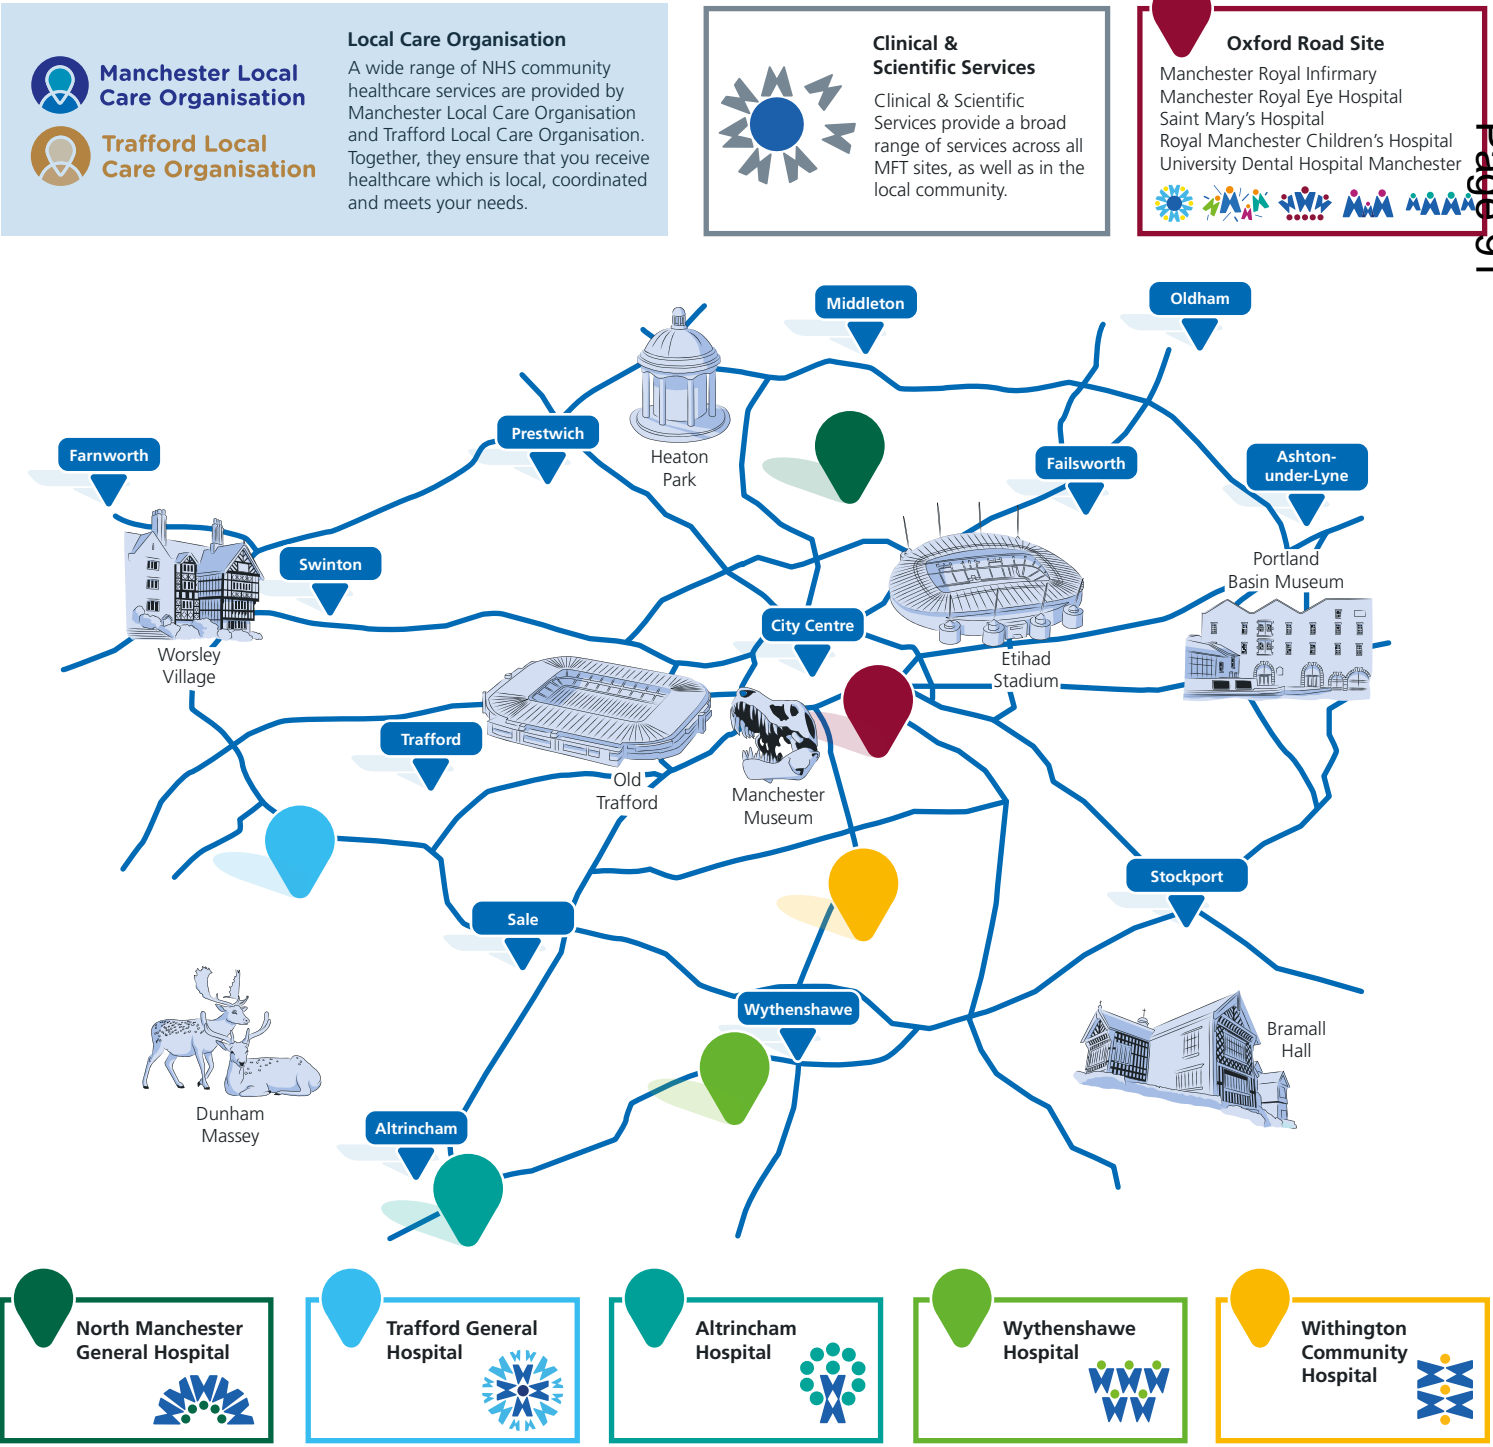 Manchester Local
Care Organisation
Trafford Local
Care Organisation
Local Care Organisation
A wide range of NHS community
healthcare services are provided by
Manchester Local Care Organisation
and Trafford Local Care Organisation.
Together, they ensure that you receive
healthcare which is local, coordinated
and meets your needs.
Clinical &
Scientific Services
Clinical & Scientific
Services provide a broad
range of services across all
MFT sites, as well as in the
local community.
Oxford Road Site
Manchester Royal Infirmary
Manchester Royal Eye Hospital
Saint Mary’s Hospital
Royal Manchester Children’s Hospital
University Dental Hospital Manchester
Page 91
Middleton
Oldham
Prestwich
Heaton
Park
Farnworth
Failsworth
Ashton-
under-Lyne
Swinton
Portland
Basin Museum
City Centre
Worsley
Village
Etihad
Stadium
Trafford
Old
Trafford
Manchester
Museum
Stockport
Sale
Wythenshawe
Bramall
Hall
Dunham
Massey
Altrincham
North Manchester
General Hospital
Trafford General
Hospital
Altrincham
Hospital
Wythenshawe
Hospital
Withington
Community
Hospital